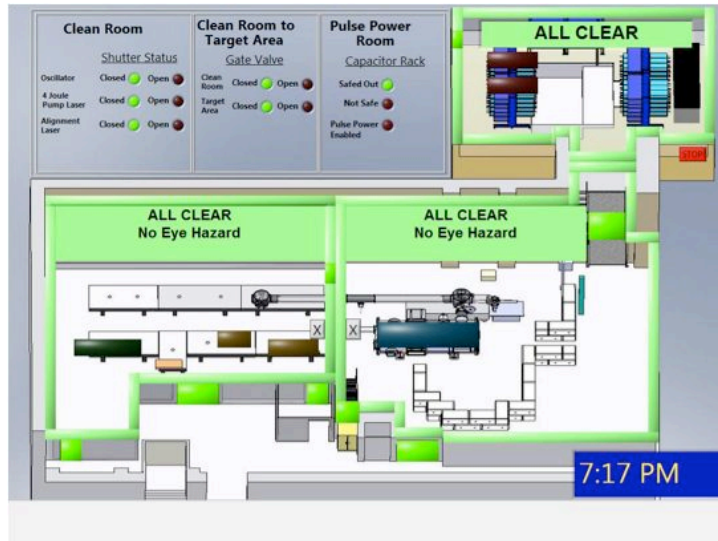 Clean Room
Shutter Status
Oscillator Closed Open
4 Joule Pump Laser Closed Open
Alignment Laser Closed Open
Clean Room to
Target Area
Gate Valve
Clean Room Closed Open
Target Area Closed Open
Pulse Power
Room
Capacitor Rack
Safed Out
Not Safe
Pulse Power
Enabled
ALL CLEAR
STOP
ALL CLEAR
No Eye Hazard
ALL CLEAR
No Eye Hazard
X
X
7:17 PM